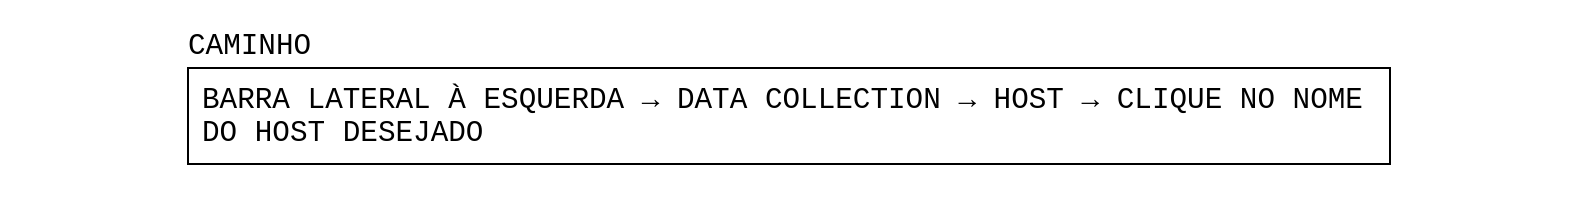 CAMINHO
BARRA LATERAL À ESQUERDA → DATA COLLECTION → HOST → CLIQUE NO NOME
DO HOST DESEJADO